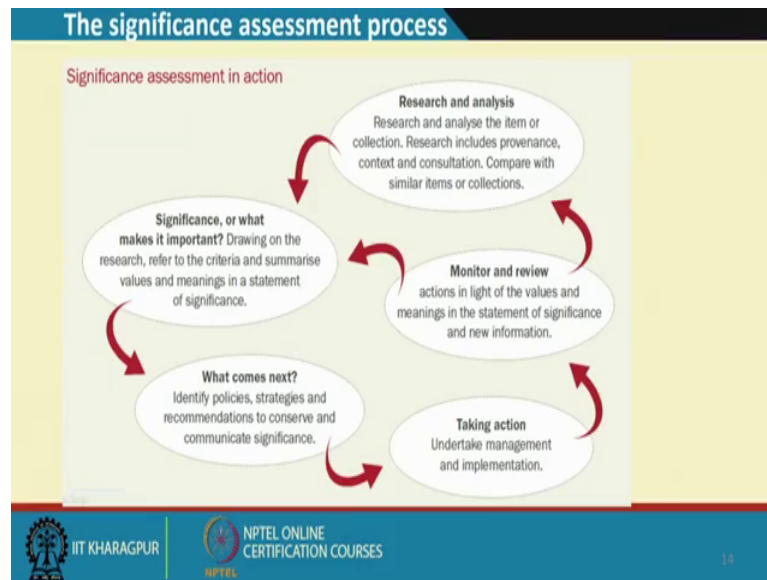 The significance assessment process
Significance assessment in action
Research and analysis
Research and analyse the item or
collection. Research includes provenance,
context and consultation. Compare with
similar items or collections.
Significance, or what
makes it important? Drawing on the
research, refer to the criteria and summarise
values and meanings in a statement
of significance.
Monitor and review
actions in light of the values and
meanings in the statement of significance
and new information.
What comes next?
Identify policies, strategies and
recommendations to conserve and
communicate significance.
Taking action
Undertake management
and implementation.
IIT KHARAGPUR
NPTEL
NPTEL ONLINE
CERTIFICATION COURSES
14